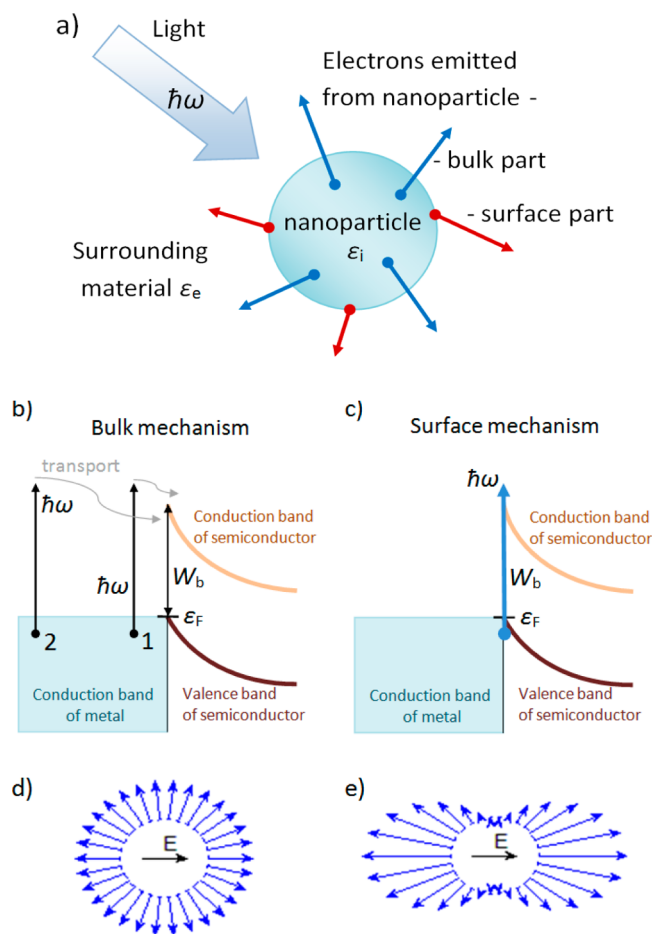 a)
Light
ħω
Electrons emitted
from nanoparticle -
- bulk part
- surface part
nanoparticle
εi
Surrounding
material εe
b)
Bulk mechanism
transport
ħω
ħω
Conduction band
of semiconductor
Wb
εF
2
1
Conduction band
of metal
Valence band
of semiconductor
c)
Surface mechanism
ħω
Conduction band
of semiconductor
Wb
εF
Conduction band
of metal
Valence band
of semiconductor
d)
E
e)
E